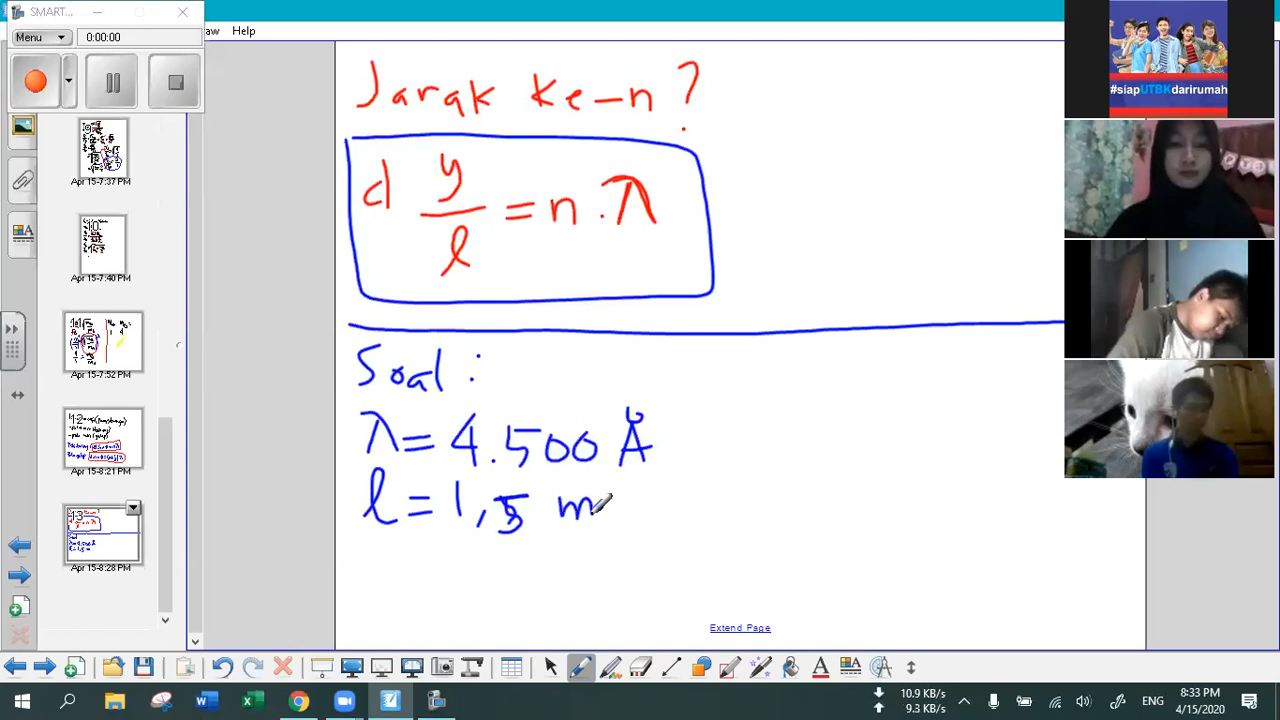 SMART...
Menu
0:00:00
raw Help
Apr 15-7:37 PM
Apr 15-7:40 PM
Apr 15-7:52 PM
Apr 15-8:21 PM
Apr 15-8:28 PM
Jarak ke-n ?
d y/l = n . λ
Soal :
λ = 4.500 Å
l = 1,5 m
Extend Page
#siapUTBKdarirumah
10.9 KB/s
9.3 KB/s
ENG
8:33 PM
4/15/2020